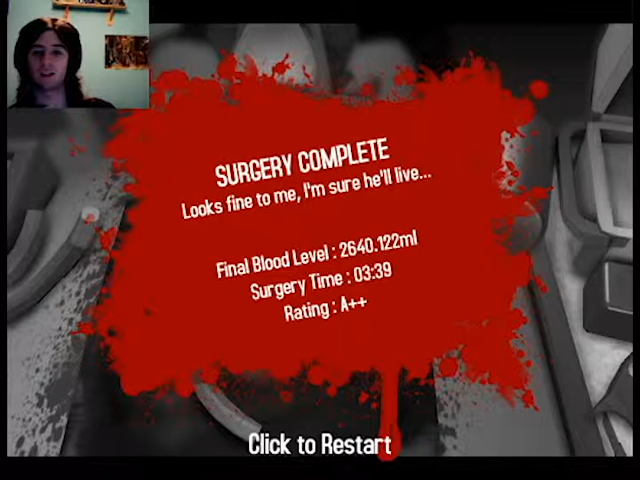 SURGERY COMPLETE
Looks fine to me, I'm sure he'll live...
Final Blood Level : 2640.122ml
Surgery Time : 03:39
Rating : A++
Click to Restart